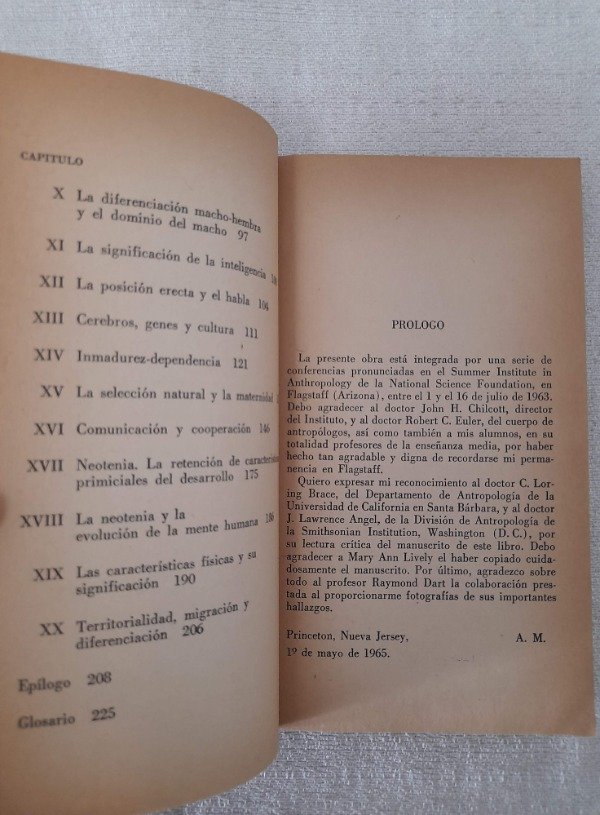 CAPITULO
X La diferenciación macho-hembra
y el dominio del macho 97
XI La significación de la inteligencia
XII La posición erecta y el habla 104
XIII Cerebros, genes y cultura 111
XIV Inmadurez-dependencia 121
XV La selección natural y la maternidad
XVI Comunicación y cooperación 146
XVII Neotenia. La retención de
primiciales del desarrollo 175
XVIII La neotenia y la
evolución de la mente humana 186
XIX Las características físicas y su
significación 190
XX Territorialidad, migración y
diferenciación 206
Epílogo 208
Glosario 225
PROLOGO
La presente obra está integrada por una serie de
conferencias pronunciadas en el Summer Institute in
Anthropology de la National Science Foundation, en
Flagstaff (Arizona), entre el 1 y el 16 de julio de 1963.
Debo agradecer al doctor John H. Chilcott, director
del Instituto, y al doctor Robert C. Euler, del cuerpo de
antropólogos, así como también a mis alumnos, en su
totalidad profesores de la enseñanza media, por haber
hecho tan agradable y digna de recordarse mi per-
manencia en Flagstaff.
Quiero expresar mi reconocimiento al doctor C. Lor-
ing Brace, del Departamento de Antropología de la
Universidad de California en Santa Bárbara, y al doctor
J. Lawrence Angel, de la División de Antropología de
la Smithsonian Institution, Washington (D. C.), por
su lectura crítica del manuscrito de este libro. Debo
agradecer a Mary Ann Lively el haber copiado cuida-
dosamente el manuscrito. Por último, agradezco sobre
todo al profesor Raymond Dart la colaboración pres-
tada al proporcionarme fotografías de sus importantes
hallazgos.
Princeton, Nueva Jersey, A. M.
1º de mayo de 1965.